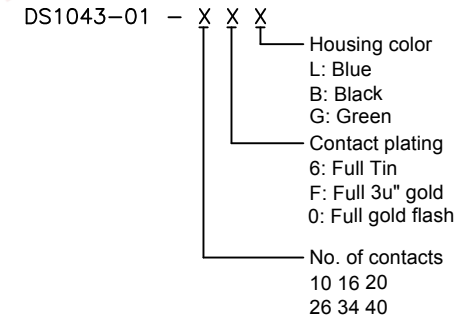 DS1043-01 - X X X
Housing color
L: Blue
B: Black
G: Green
Contact plating
6: Full Tin
F: Full 3u" gold
0: Full gold flash
No. of contacts
10 16 20
26 34 40